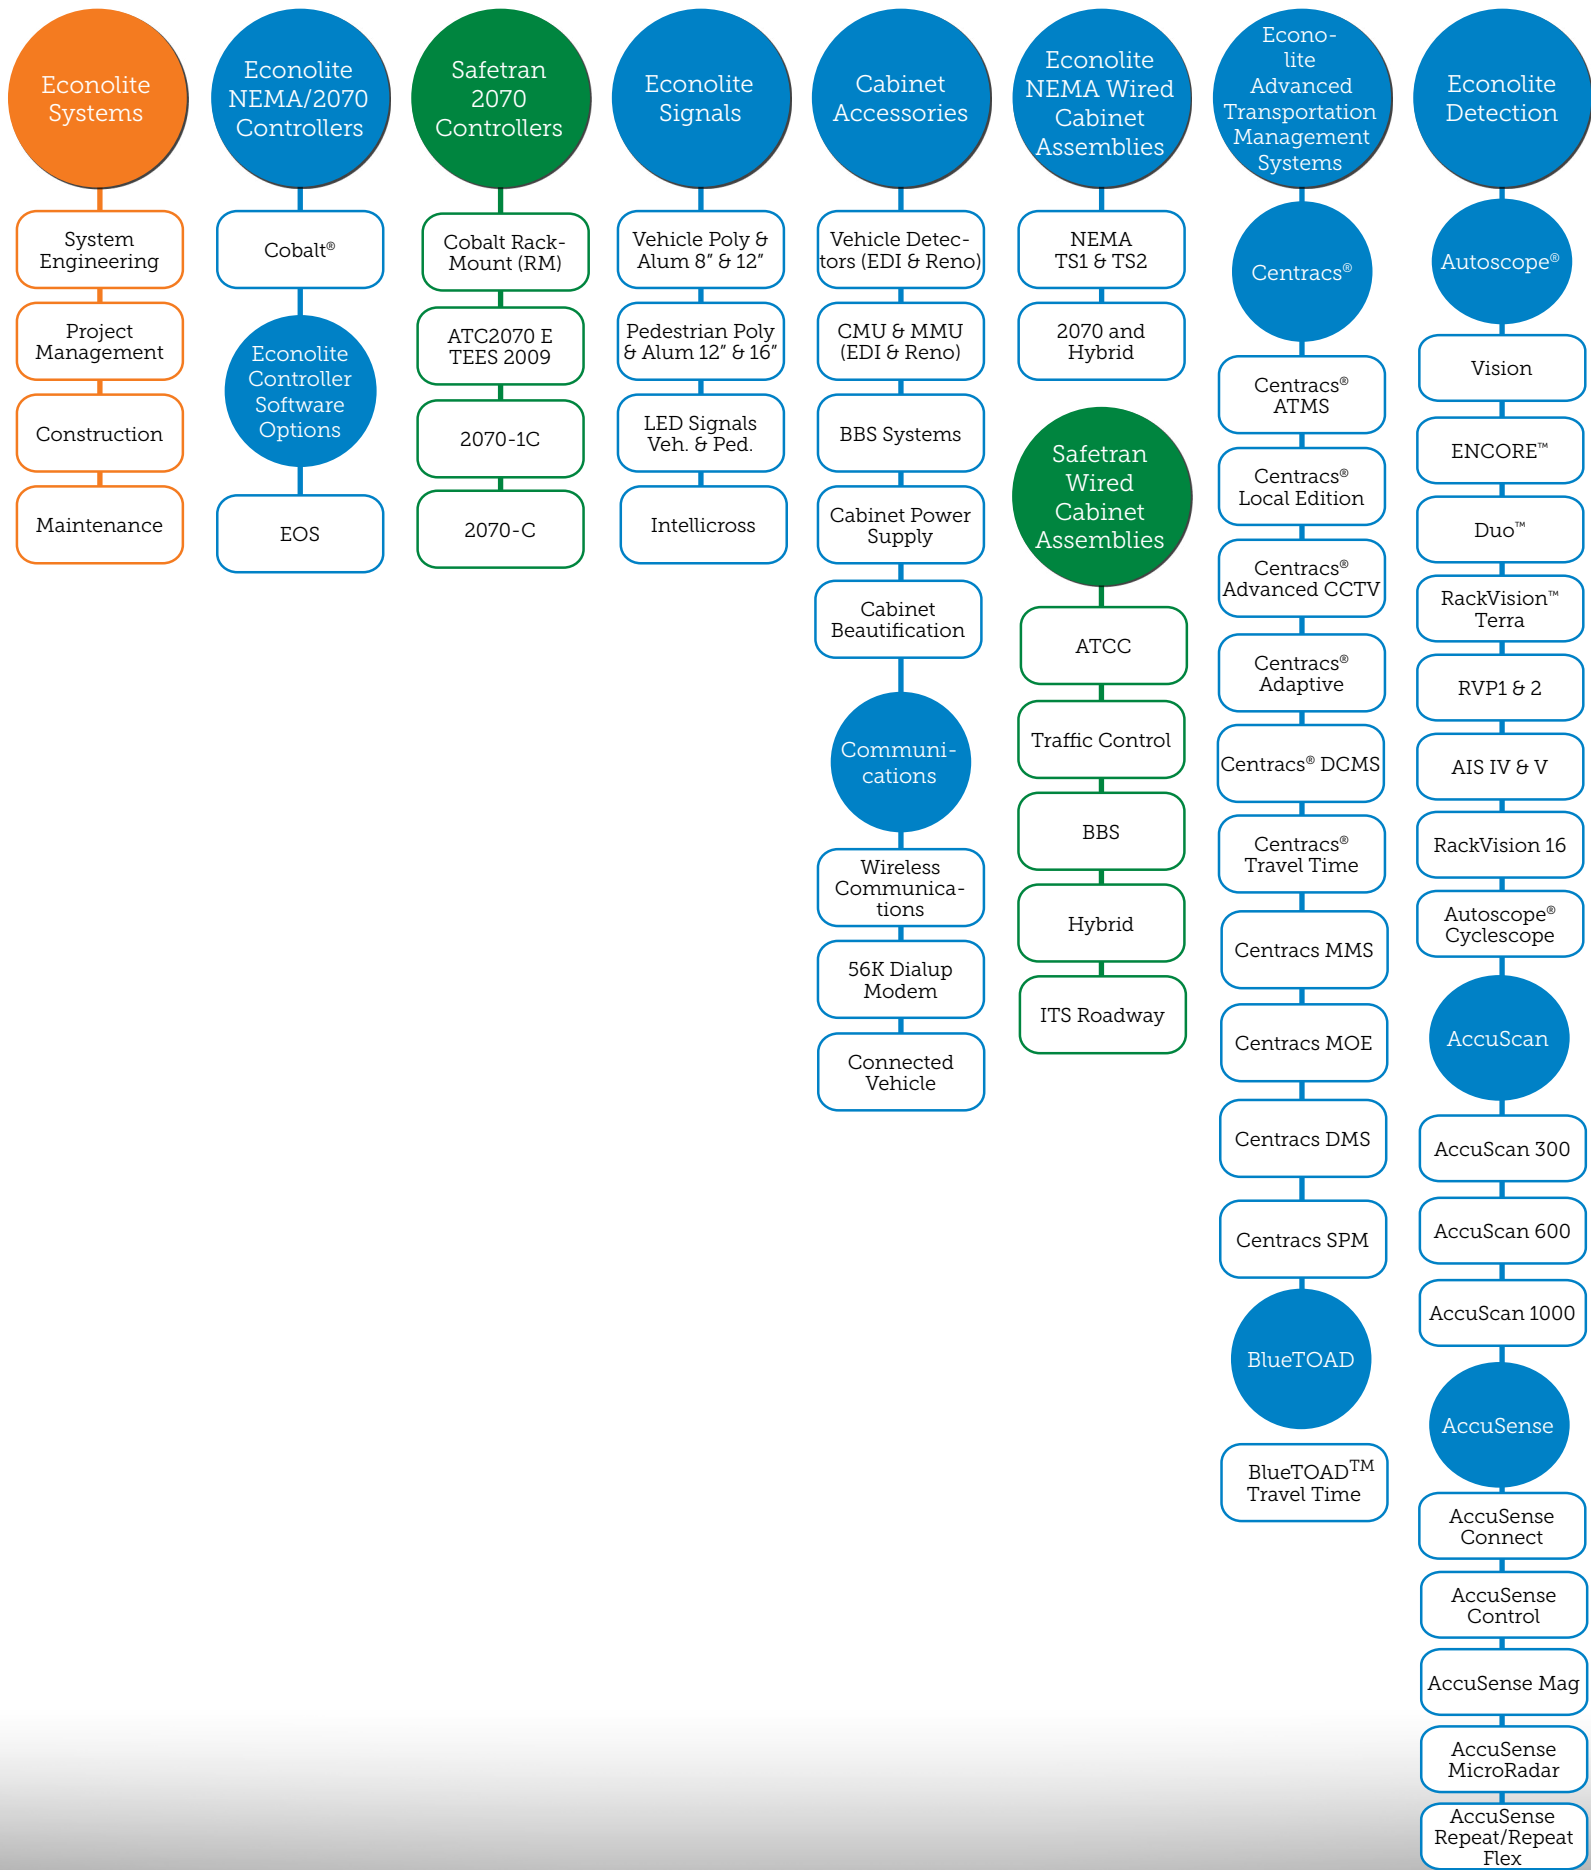 Econolite
Systems
System
Engineering
Project
Management
Construction
Maintenance
Econolite
NEMA/2070
Controllers
Cobalt®
Econolite
Controller
Software
Options
EOS
Safetran
2070
Controllers
Cobalt Rack-
Mount (RM)
ATC2070 E
TEES 2009
2070-1C
2070-C
Econolite
Signals
Vehicle Poly &
Alum 8” & 12”
Pedestrian Poly
& Alum 12” & 16”
LED Signals
Veh. & Ped.
Intellicross
Cabinet
Accessories
Vehicle Detec-
tors (EDI & Reno)
CMU & MMU
(EDI & Reno)
BBS Systems
Cabinet Power
Supply
Cabinet
Beautification
Communi-
cations
Wireless
Communica-
tions
56K Dialup
Modem
Connected
Vehicle
Econolite
NEMA Wired
Cabinet
Assemblies
NEMA
TS1 & TS2
2070 and
Hybrid
Safetran
Wired
Cabinet
Assemblies
ATCC
Traffic Control
BBS
Hybrid
ITS Roadway
Econo-
lite
Advanced
Transportation
Management
Systems
Centracs®
Centracs®
ATMS
Centracs®
Local Edition
Centracs®
Advanced CCTV
Centracs®
Adaptive
Centracs® DCMS
Centracs®
Travel Time
Centracs MMS
Centracs MOE
Centracs DMS
Centracs SPM
BlueTOAD
BlueTOAD™
Travel Time
Econolite
Detection
Autoscope®
Vision
ENCORE™
Duo™
RackVision™
Terra
RVP1 & 2
AIS IV & V
RackVision 16
Autoscope®
Cyclescope
AccuScan
AccuScan 300
AccuScan 600
AccuScan 1000
AccuSense
AccuSense
Connect
AccuSense
Control
AccuSense Mag
AccuSense
MicroRadar
AccuSense
Repeat/Repeat
Flex